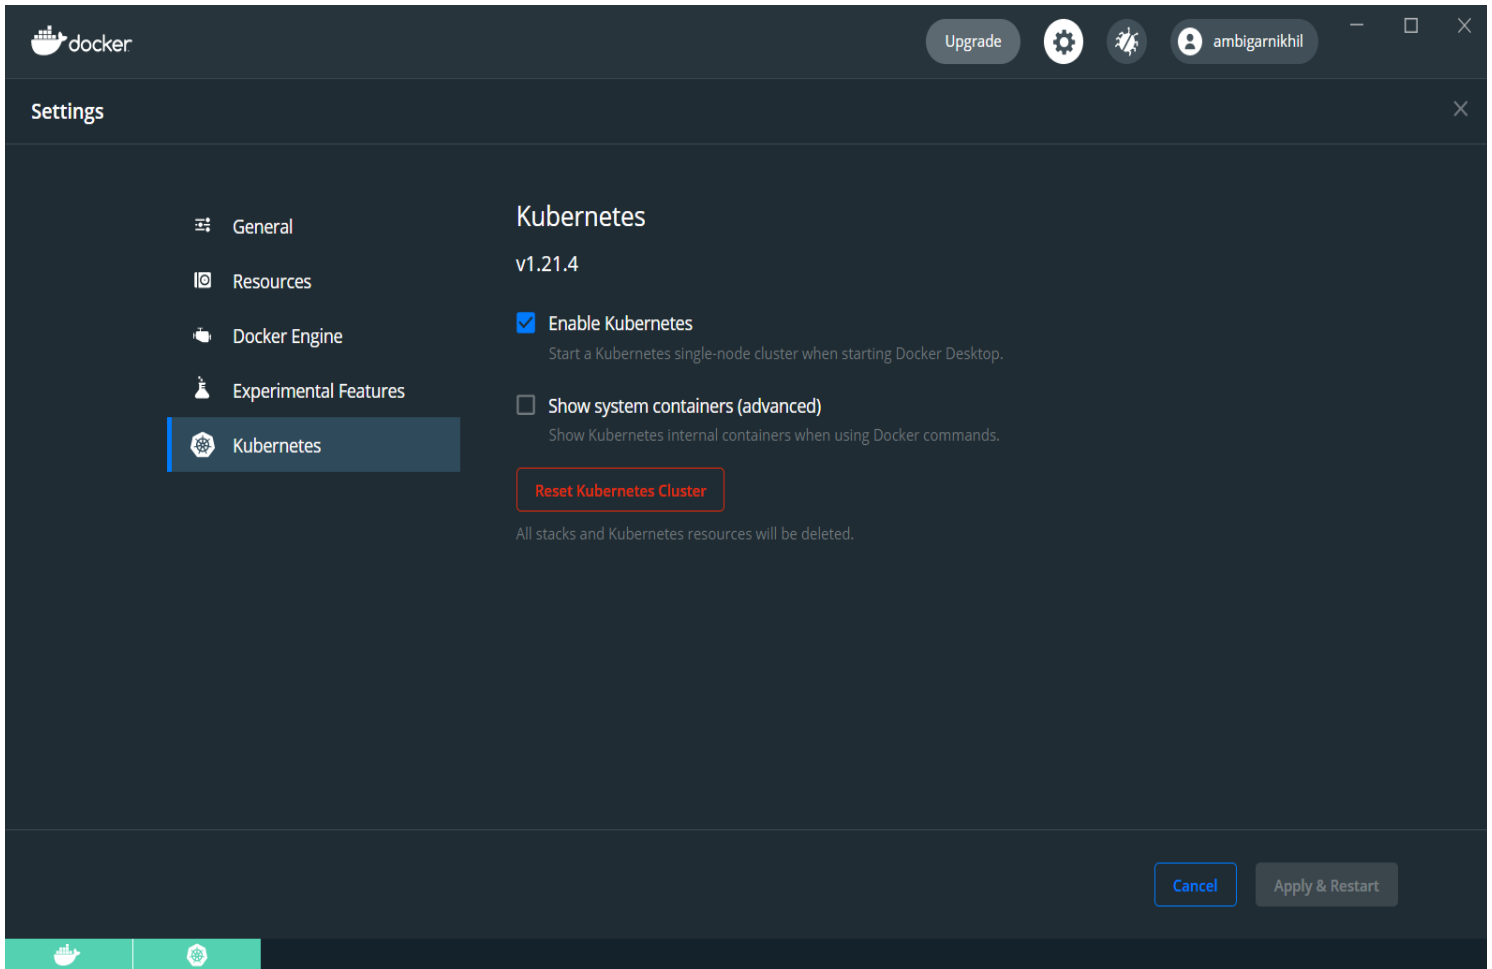 docker
Upgrade
ambigarnikhil
Settings
General
Resources
Docker Engine
Experimental Features
Kubernetes
Kubernetes
v1.21.4
Enable Kubernetes
Start a Kubernetes single-node cluster when starting Docker Desktop.
Show system containers (advanced)
Show Kubernetes internal containers when using Docker commands.
Reset Kubernetes Cluster
All stacks and Kubernetes resources will be deleted.
Cancel
Apply & Restart